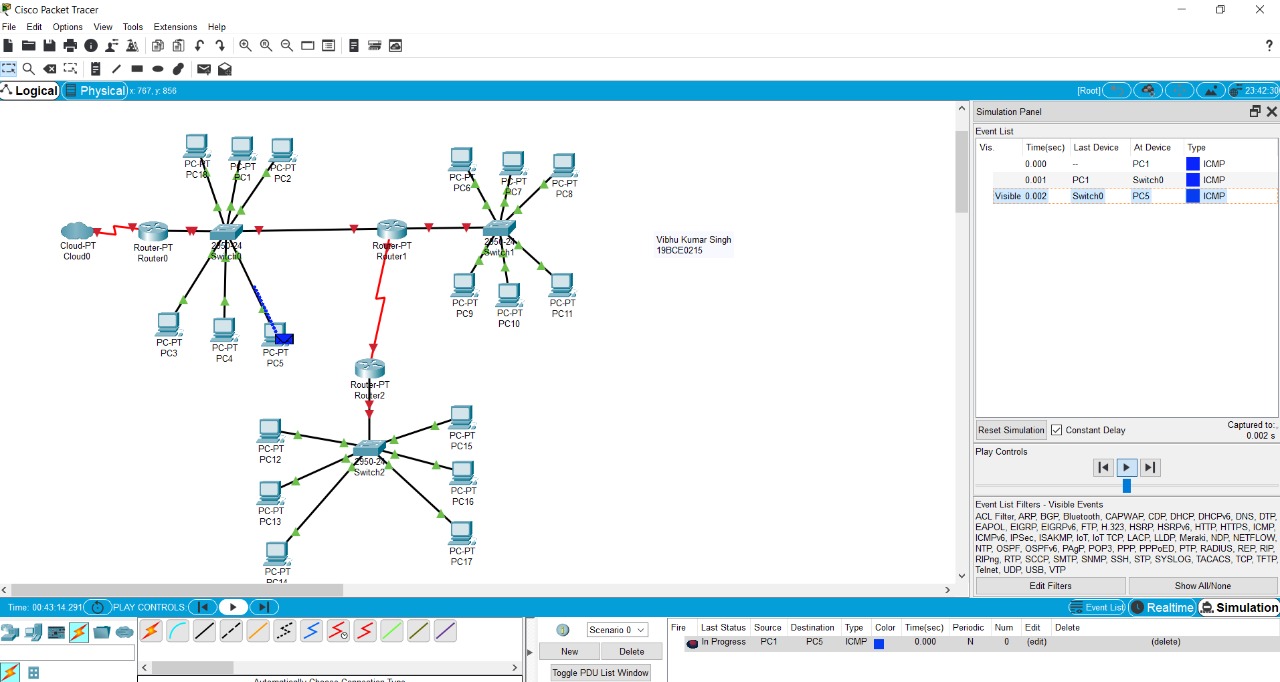 Cisco Packet Tracer
File Edit Options View Tools Extensions Help
?
Logical Physical x: 767, y: 856 [Root] 23:42:30
Simulation Panel
Event List
Vis. Time(sec) Last Device At Device Type
0.000 -- PC1 ICMP
0.001 PC1 Switch0 ICMP
Visible 0.002 Switch0 PC5 ICMP
PC-PT
PC-PT
PC1
PC-PT
PC2
PC-PT
PC6
PC-PT
PC7
PC-PT
PC8
Cloud-PT
Cloud0
Router-PT
Router0
2950-24
Switch0
Router-PT
Router1
2950-24
Switch1
Vibhu Kumar Singh
19BCE0215
PC-PT
PC3
PC-PT
PC4
PC-PT
PC5
PC-PT
PC9
PC-PT
PC10
PC-PT
PC11
Router-PT
Router2
PC-PT
PC12
PC-PT
PC15
2950-24
Switch2
PC-PT
PC13
PC-PT
PC16
PC-PT
PC14
PC-PT
PC17
Reset Simulation Constant Delay Captured to:
0.002 s
Play Controls
Event List Filters - Visible Events
ACL Filter, ARP, BGP, Bluetooth, CAPWAP, CDP, DHCP, DHCPv6, DNS, DTP,
EAPOL, EIGRP, EIGRPv6, FTP, H.323, HSRP, HSRPv6, HTTP, HTTPS, ICMP,
ICMPv6, IPSec, ISAKMP, IoT, IoT TCP, LACP, LLDP, Meraki, NDP, NETFLOW,
NTP, OSPF, OSPFv6, PAgP, POP3, PPP, PPPoED, PTP, RADIUS, REP, RIP,
RIPng, RTP, SCCP, SMTP, SNMP, SSH, STP, SYSLOG, TACACS, TCP, TFTP,
Telnet, UDP, USB, VTP
Edit Filters Show All/None
Time: 00:43:14.291 PLAY CONTROLS Event List Realtime Simulation
Scenario 0
New Delete
Toggle PDU List Window
Fire Last Status Source Destination Type Color Time(sec) Periodic Num Edit Delete
In Progress PC1 PC5 ICMP 0.000 N 0 (edit) (delete)
Automatically Choose Connection Type